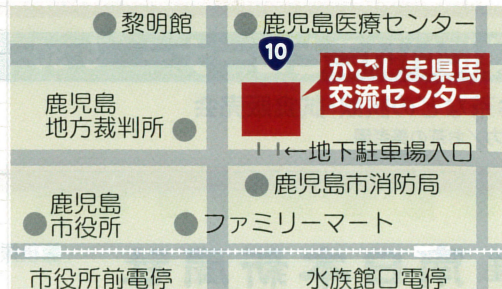 黎明館
鹿児島医療センター
10
かごしま県民
交流センター
鹿児島
地方裁判所
←地下駐車場入口
鹿児島市消防局
鹿児島
市役所
ファミリーマート
市役所前電停
水族館口電停